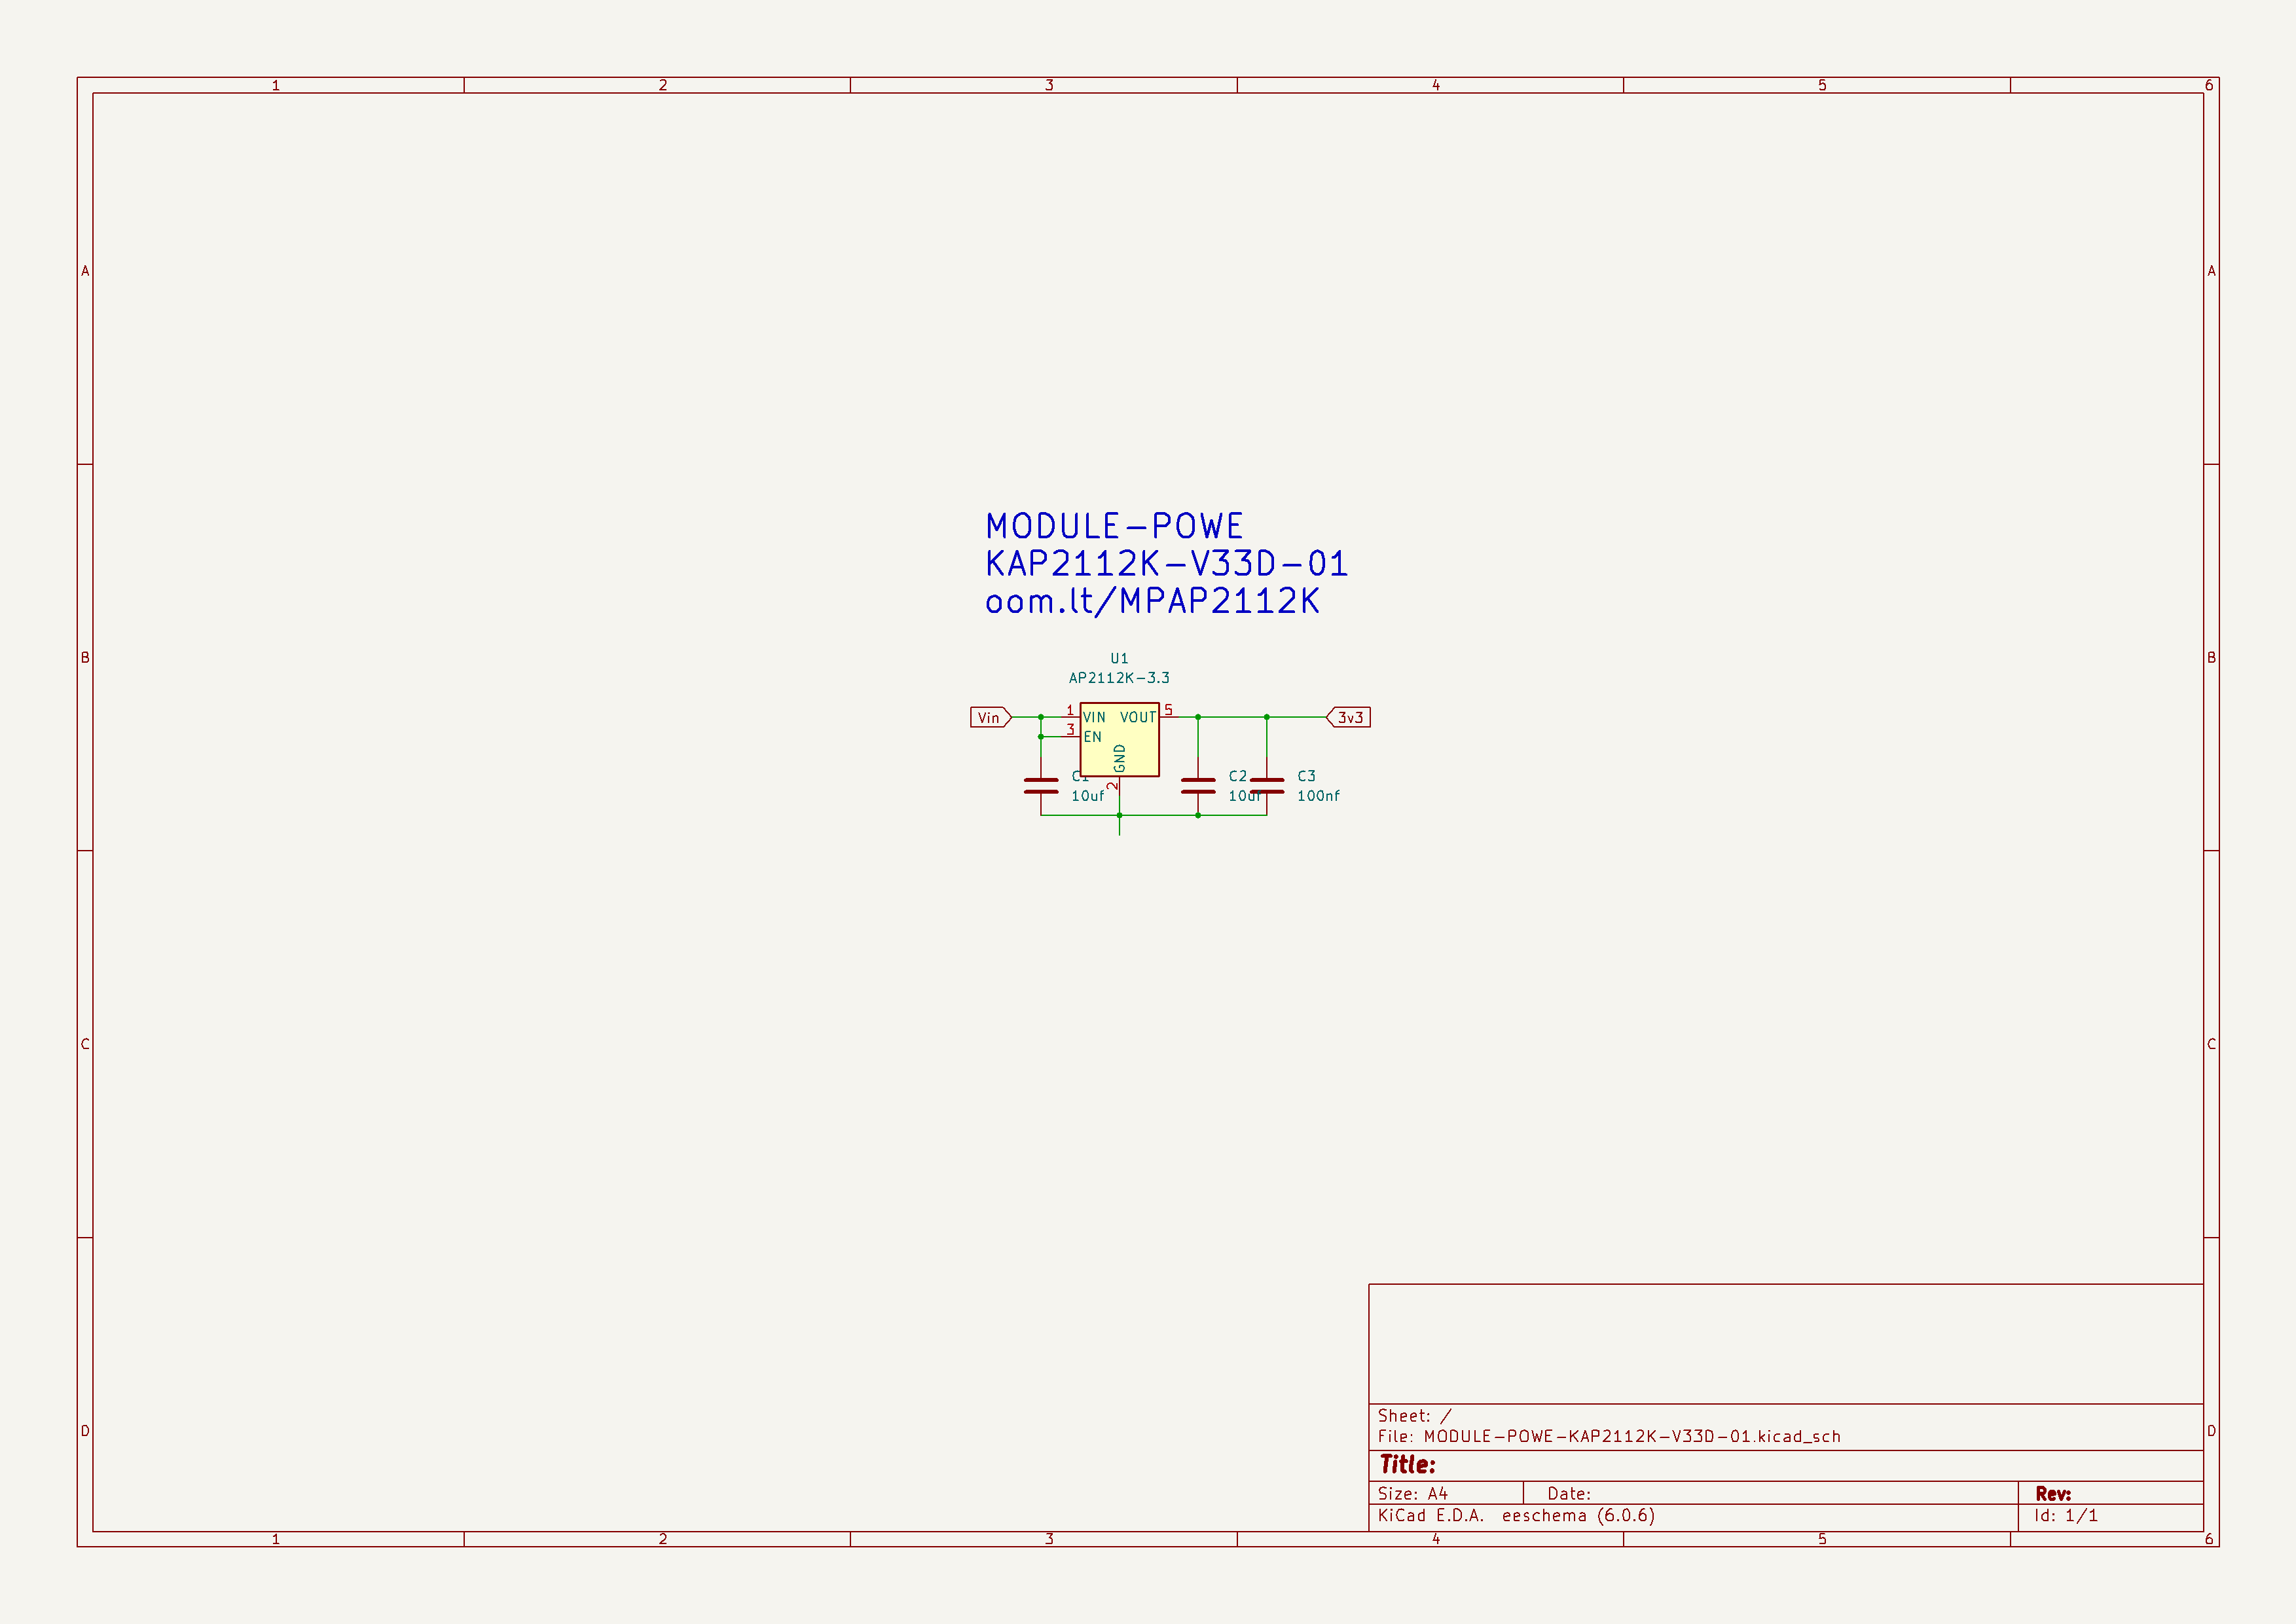 1 2 3 4 5 6
A A
MODULE-POWE
KAP2112K-V33D-01
oom.lt/MPAP2112K
B B
U1
AP2112K-3.3
Vin 1 VIN VOUT 5 3v3
3 EN
GND
2
C1 C2 C3
10uf 10uf 100nf
C C
Sheet: /
File: MODULE-POWE-KAP2112K-V33D-01.kicad_sch
D D
Title:
Size: A4 Date: Rev:
KiCad E.D.A. eeschema (6.0.6) Id: 1/1
1 2 3 4 5 6